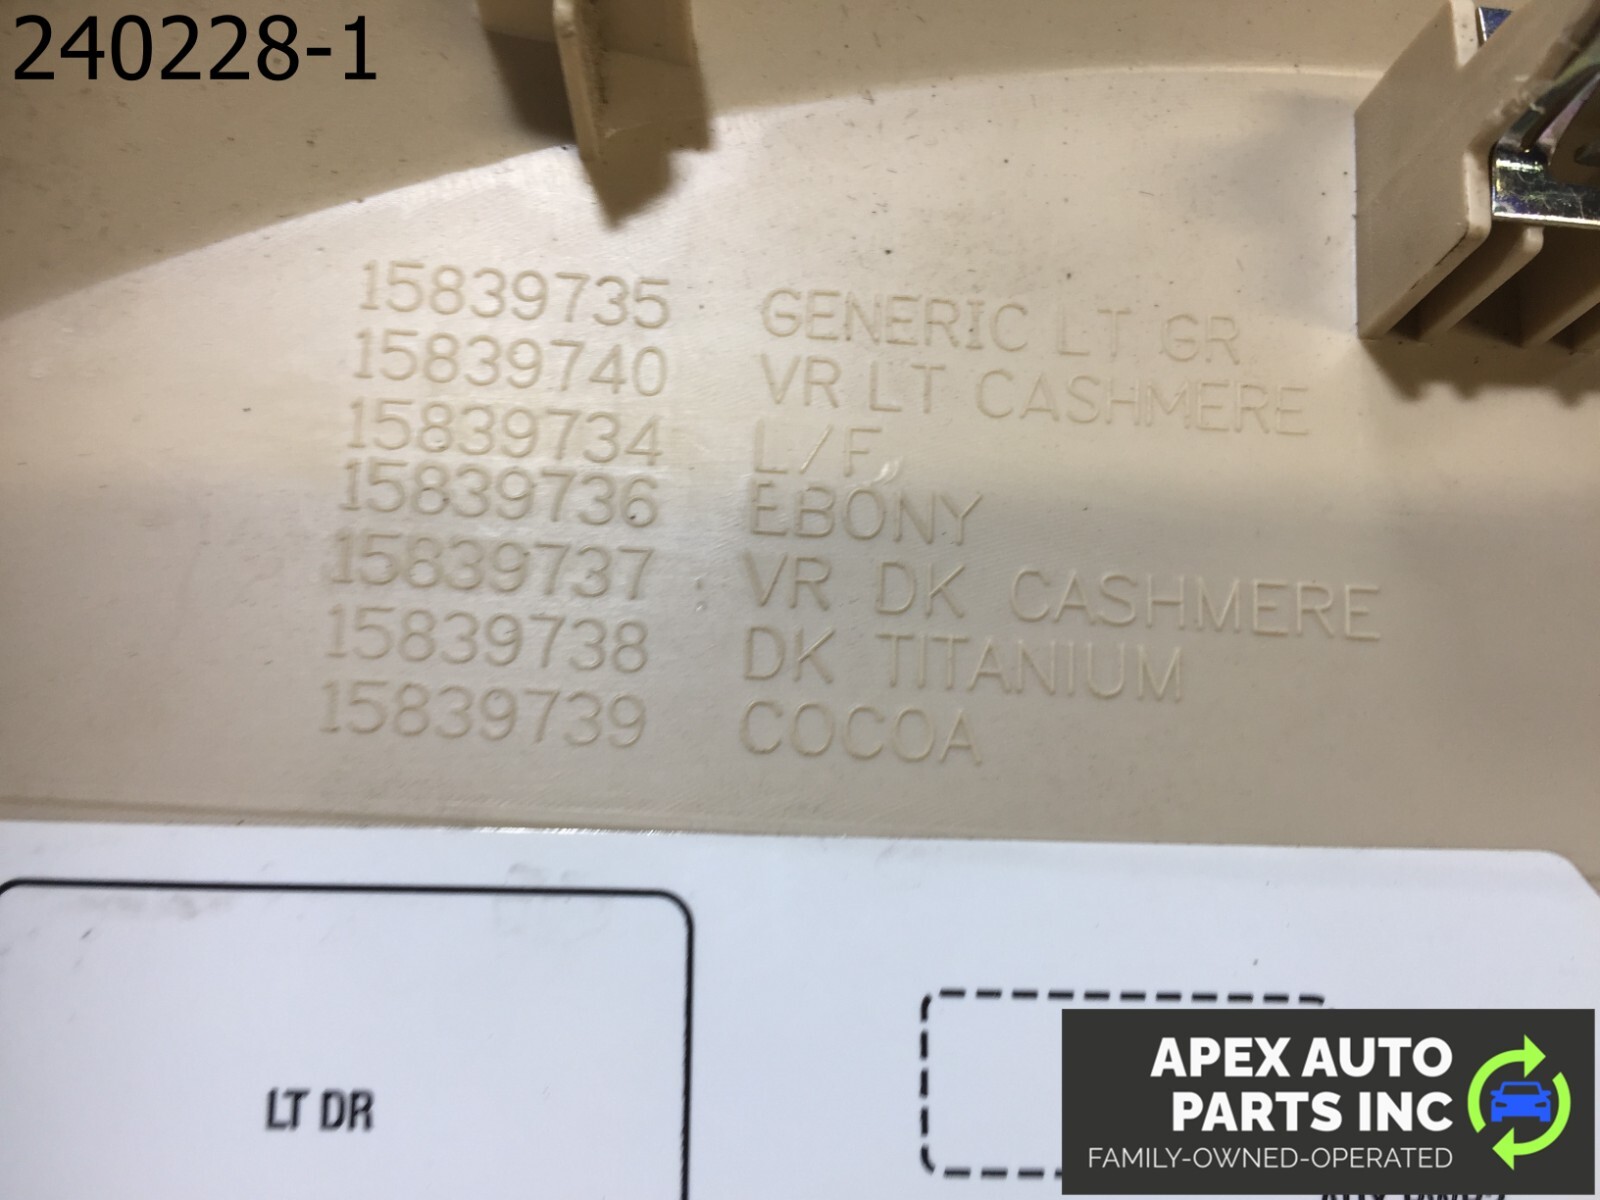 240228-1
15839735 GENERIC LT GR
15839740 VR LT CASHMERE
15839734 L/F
15839736 EBONY
15839737 VR DK CASHMERE
15839738 DK TITANIUM
15839739 COCOA
LT DR
APEX AUTO
PARTS INC
FAMILY-OWNED-OPERATED